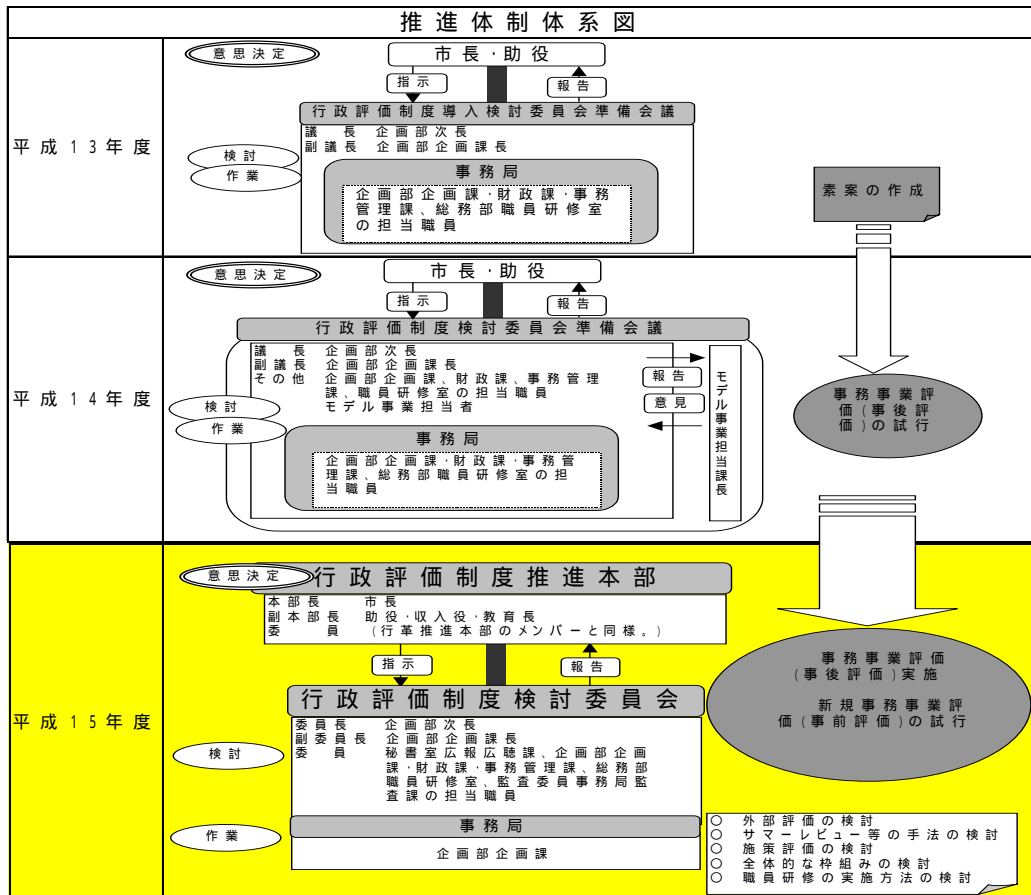 推進体制体系図
平成13年度
意思決定
市長・助役
指示
報告
行政評価制度導入検討委員会準備会議
議長 企画部次長
副議長 企画部企画課長
検討
作業
事務局
企画部企画課・財政課・事務
管理課、総務部職員研修室
の担当職員
素案の作成
平成14年度
意思決定
市長・助役
指示
報告
行政評価制度検討委員会準備会議
議長 企画部次長
副議長 企画部企画課長
その他 企画部企画課、財政課、事務管理
課、職員研修室の担当職員
モデル事業担当者
報告
意見
モデル事業担当課長
検討
作業
事務局
企画部企画課・財政課・事務管
理課、総務部職員研修室の担
当職員
事務事業評
価(事後評
価)の試行
平成15年度
意思決定
行政評価制度推進本部
本部長 市長
副本部長 助役・収入役・教育長
委員 (行革推進本部のメンバーと同様。)
指示
報告
行政評価制度検討委員会
委員長 企画部次長
副委員長 企画部企画課長
委員 秘書室広報広聴課、企画部企画
課・財政課・事務管理課、総務部
職員研修室、監査委員事務局監
査課の担当職員
検討
作業
事務局
企画部企画課
事務事業評価
(事後評価)実施
新規事務事業評
価(事前評価)の試行
○ 外部評価の検討
○ サマーレビュー等の手法の検討
○ 施策評価の検討
○ 全体的な枠組みの検討
○ 職員研修の実施方法の検討